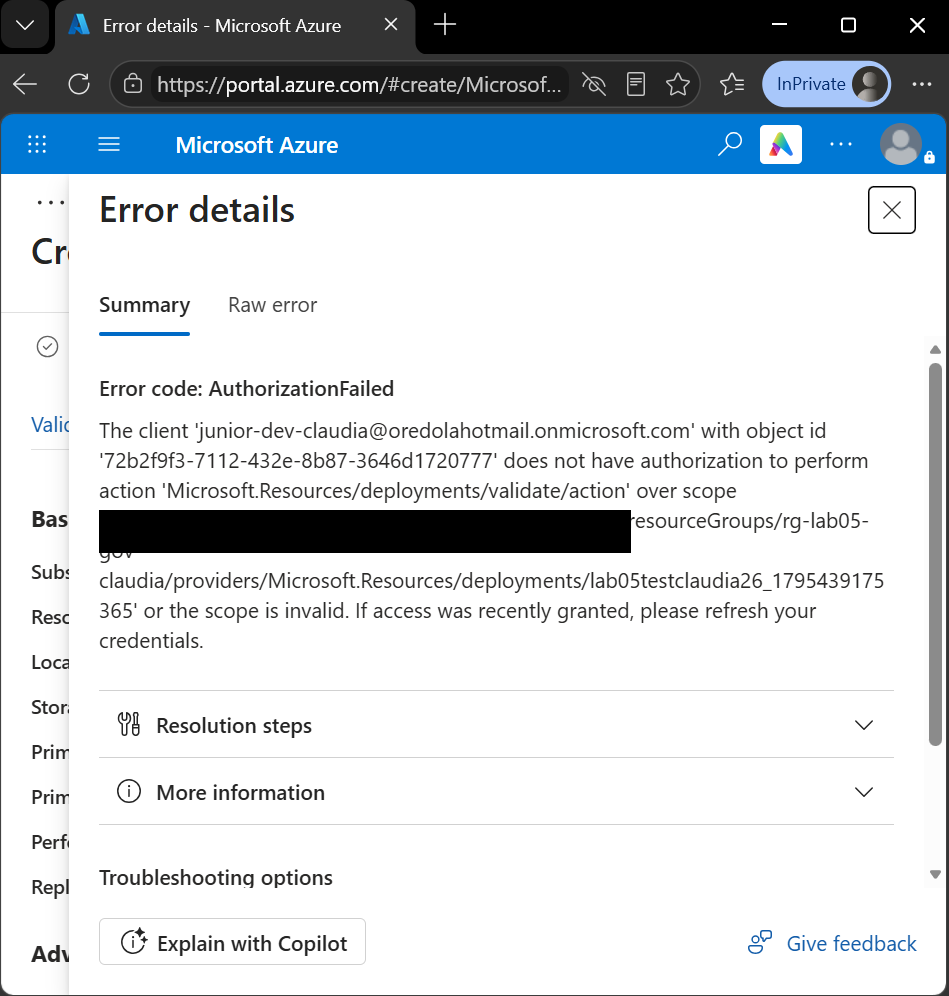 Error details - Microsoft Azure
https://portal.azure.com/#create/Microsof...
InPrivate
Microsoft Azure
Error details
Cr
Summary
Raw error
Error code: AuthorizationFailed
Valid
The client 'junior-dev-claudia@oredolahotmail.onmicrosoft.com' with object id
'72b2f9f3-7112-432e-8b87-3646d1720777' does not have authorization to perform
action 'Microsoft.Resources/deployments/validate/action' over scope
Bas
resourceGroups/rg-lab05-
gov-
Subs
claudia/providers/Microsoft.Resources/deployments/lab05testclaudia26_1795439175
Reso
365' or the scope is invalid. If access was recently granted, please refresh your
credentials.
Loca
Stora
Resolution steps
Prim
More information
Prim
Perfo
Troubleshooting options
Repl
Explain with Copilot
Give feedback
Adv